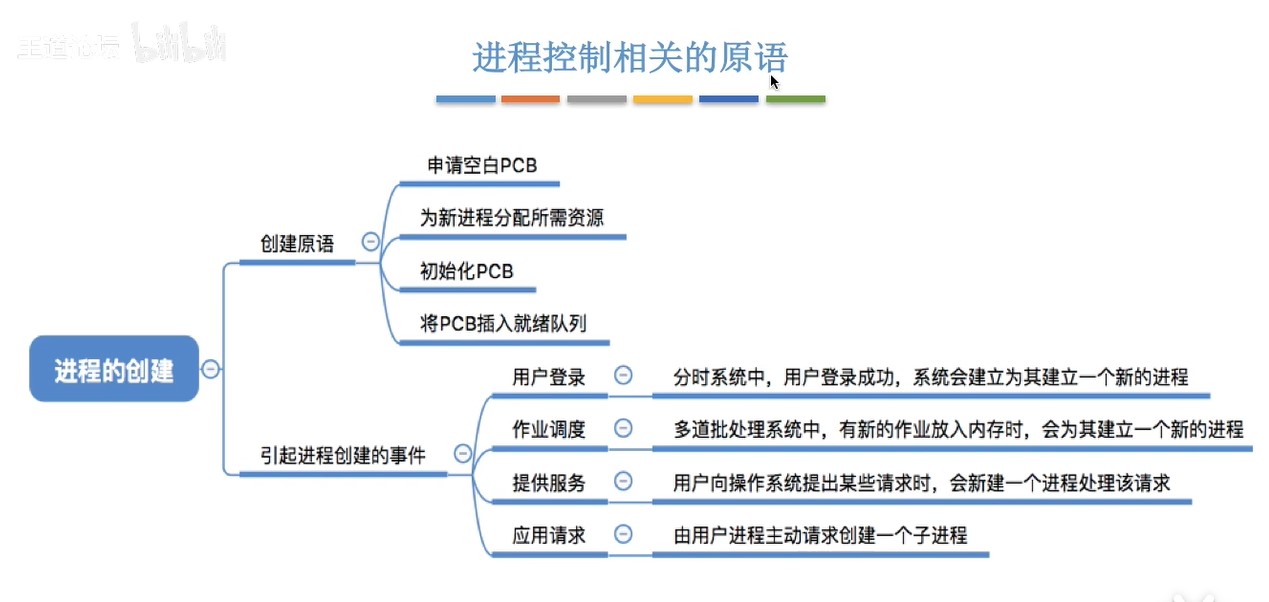 王道论坛 bilibili
进程控制相关的原语
申请空白PCB
为新进程分配所需资源
创建原语
初始化PCB
将PCB插入就绪队列
进程的创建
用户登录 分时系统中，用户登录成功，系统会建立为其建立一个新的进程
作业调度 多道批处理系统中，有新的作业放入内存时，会为其建立一个新的进程
引起进程创建的事件
提供服务 用户向操作系统提出某些请求时，会新建一个进程处理该请求
应用请求 由用户进程主动请求创建一个子进程